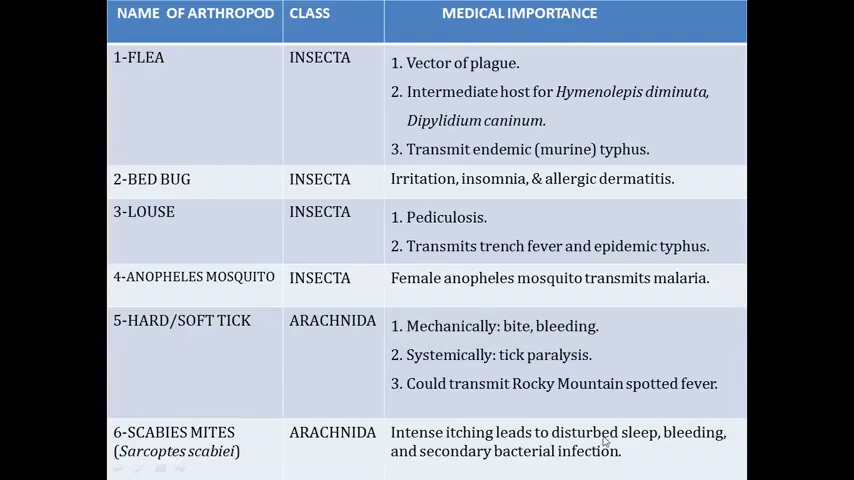 NAME OF ARTHROPOD CLASS MEDICAL IMPORTANCE
1-FLEA INSECTA 1. Vector of plague.
2. Intermediate host for Hymenolepis diminuta,
Dipylidium caninum.
3. Transmit endemic (murine) typhus.
2-BED BUG INSECTA Irritation, insomnia, & allergic dermatitis.
3-LOUSE INSECTA 1. Pediculosis.
2. Transmits trench fever and epidemic typhus.
4-ANOPHELES MOSQUITO INSECTA Female anopheles mosquito transmits malaria.
5-HARD/SOFT TICK ARACHNIDA 1. Mechanically: bite, bleeding.
2. Systemically: tick paralysis.
3. Could transmit Rocky Mountain spotted fever.
6-SCABIES MITES ARACHNIDA Intense itching leads to disturbed sleep, bleeding,
(Sarcoptes scabiei) and secondary bacterial infection.